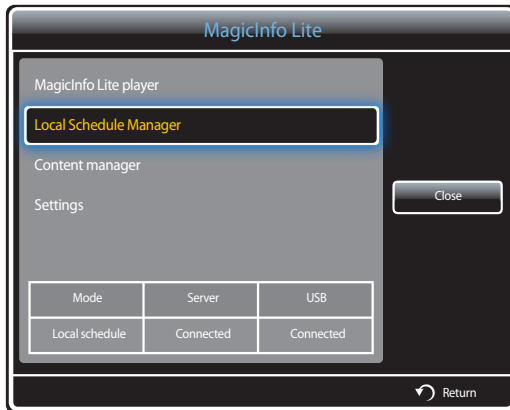 MagicInfo Lite
MagicInfo Lite player
Local Schedule Manager
Content manager
Settings
Close
Mode Server USB
Local schedule Connected Connected
Return